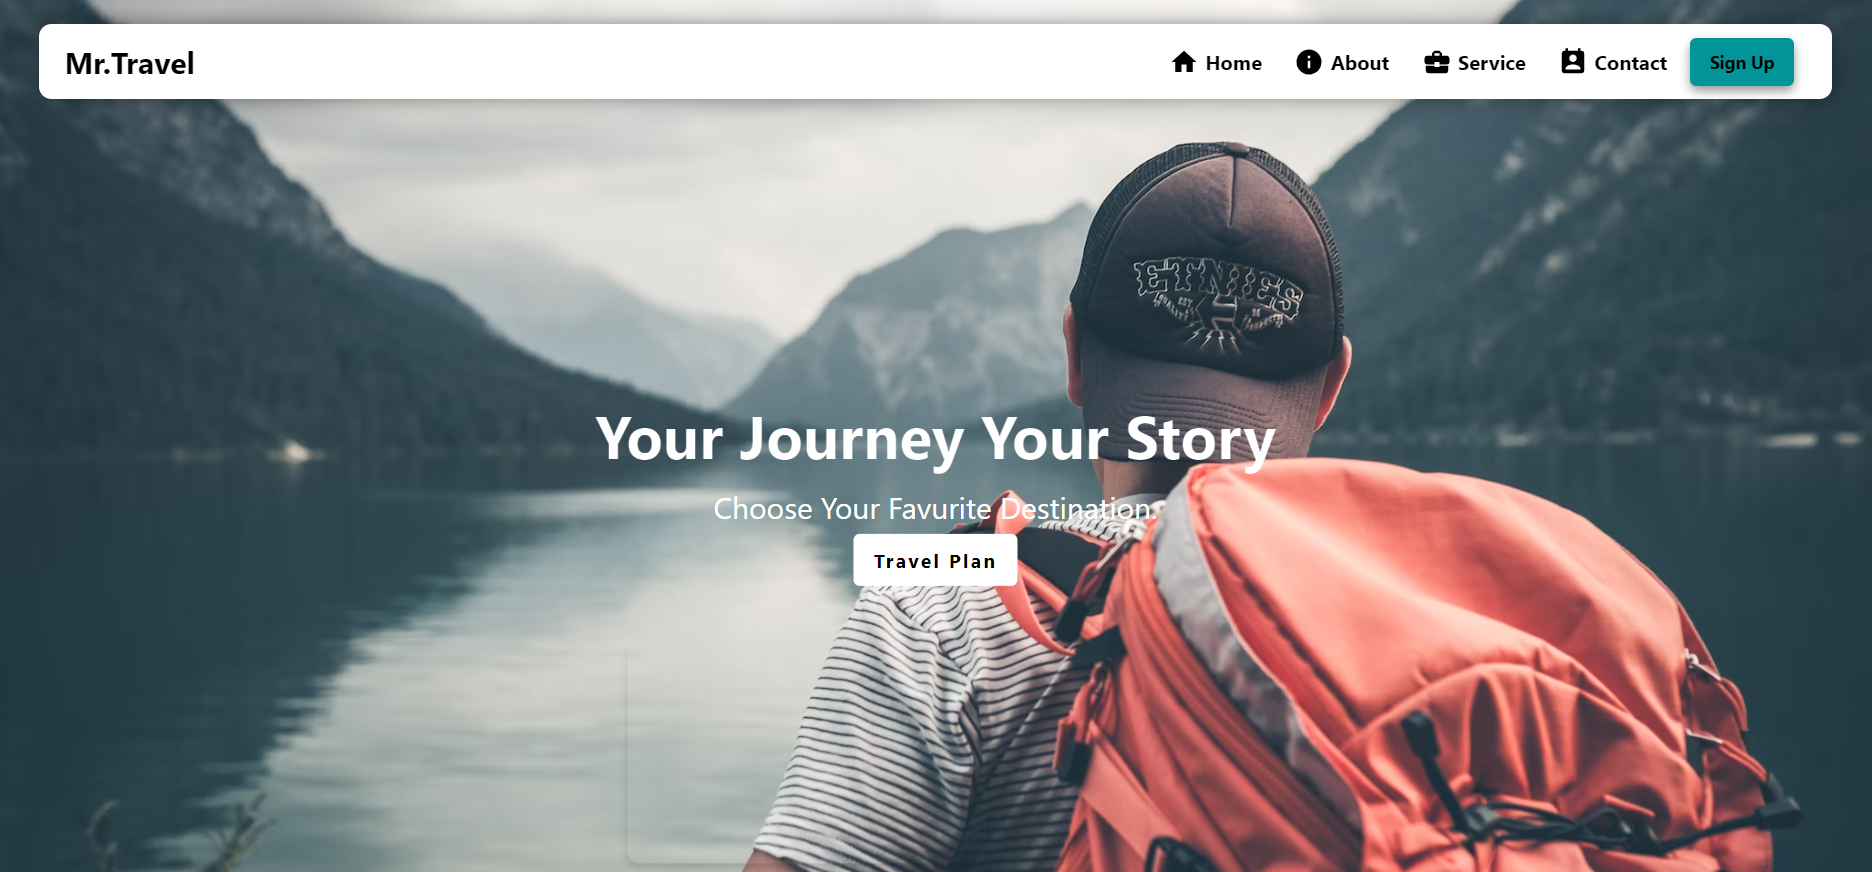 Mr.Travel
Home
About
Service
Contact
Sign Up
ETNIES
Your Journey Your Story
Choose Your Favurite Destination.
Travel Plan